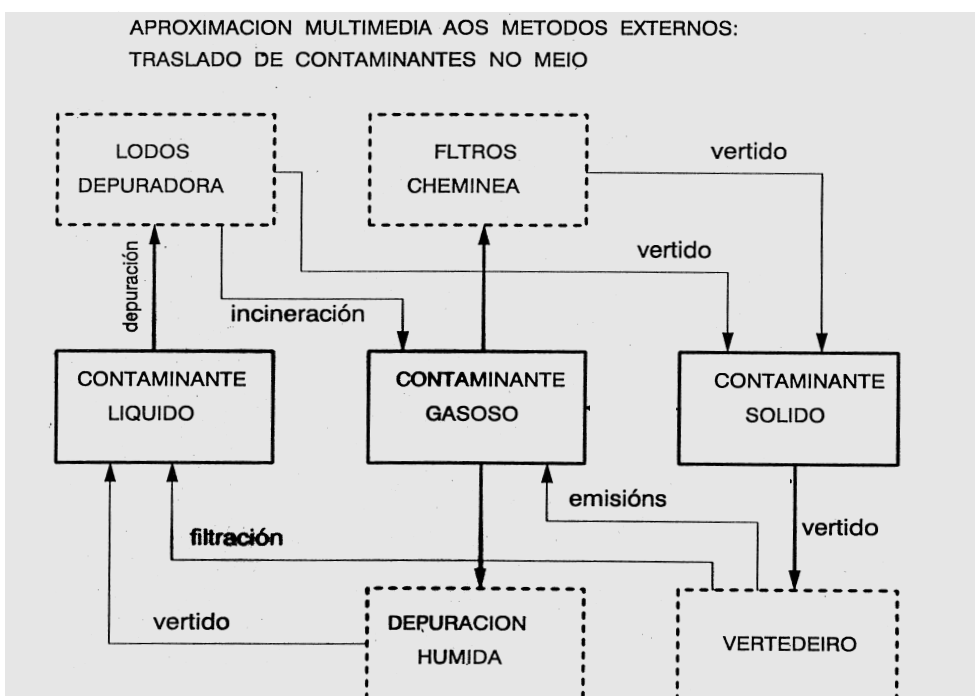 APROXIMACION MULTIMEDIA AOS METODOS EXTERNOS:
TRASLADO DE CONTAMINANTES NO MEIO
LODOS
DEPURADORA
FLTROS
CHEMINEA
vertido
vertido
depuración
incineración
CONTAMINANTE
LIQUIDO
CONTAMINANTE
GASOSO
CONTAMINANTE
SOLIDO
emisións
vertido
filtración
vertido
DEPURACION
HUMIDA
VERTEDEIRO